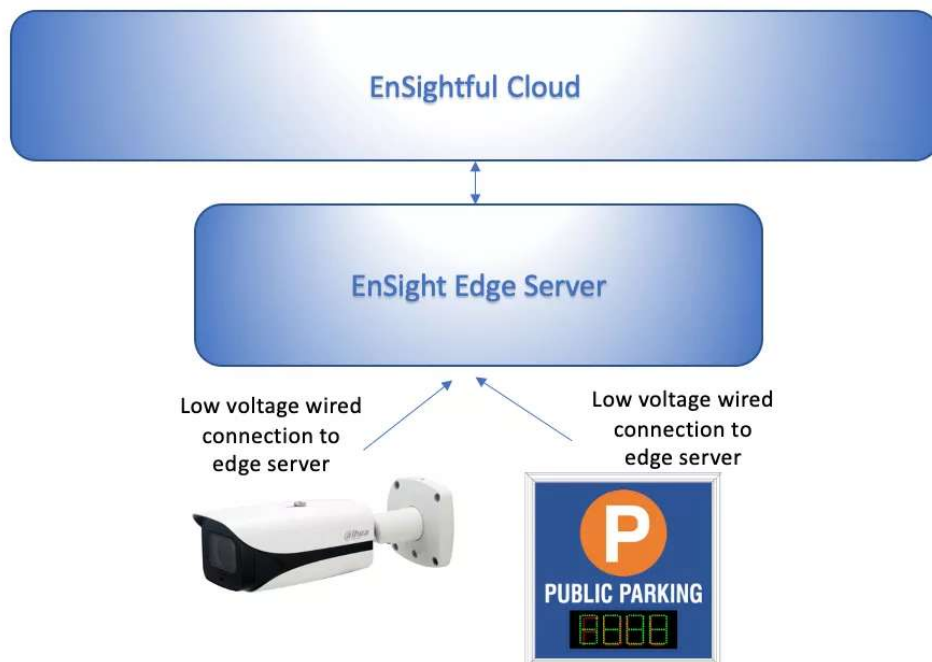 EnSightful Cloud
EnSight Edge Server
Low voltage wired
connection to
edge server
Low voltage wired
connection to
edge server
alhua
P
PUBLIC PARKING